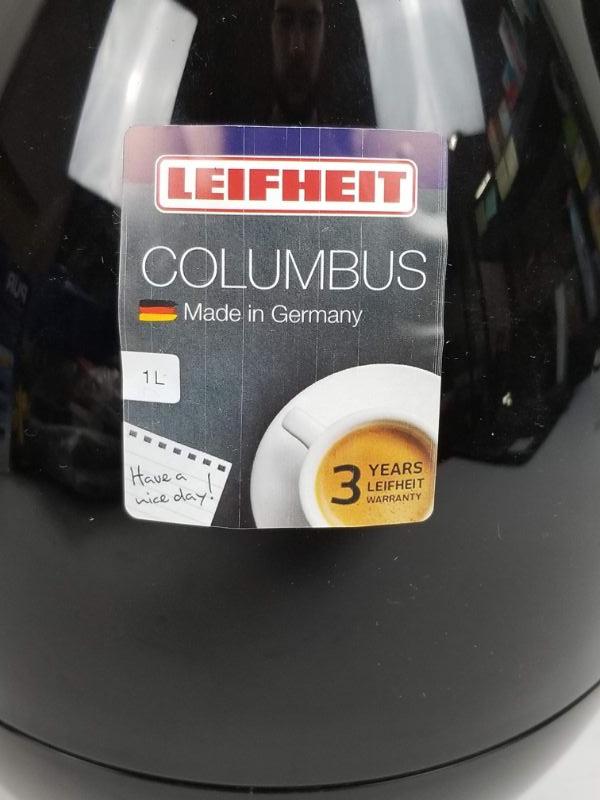 LEIFHEIT
COLUMBUS
Made in Germany
1L
Have a
nice day!
3 YEARS
LEIFHEIT
WARRANTY